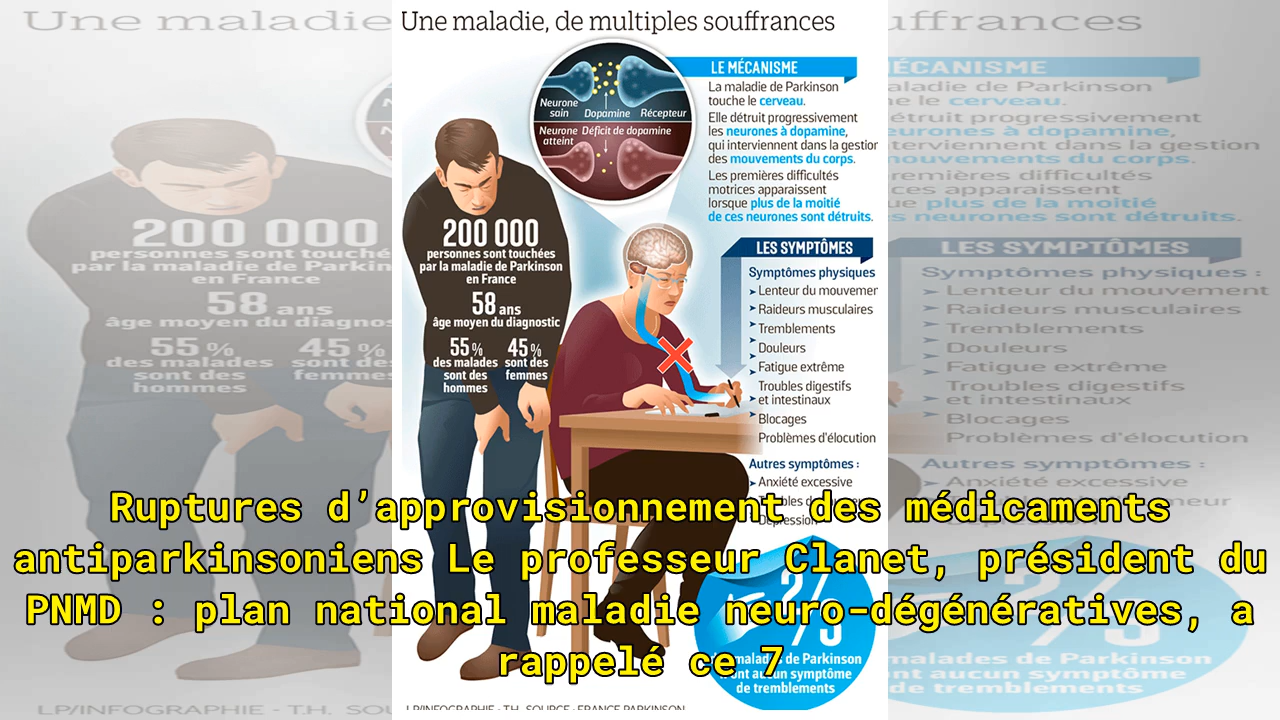 Une maladie, de multiples souffrances
LE MÉCANISME
La maladie de Parkinson
touche le cerveau.
Elle détruit progressivement
les neurones à dopamine,
qui interviennent dans la gestion
des mouvements du corps.
Les premières difficultés
motrices apparaissent
lorsque plus de la moitié
de ces neurones sont détruits.
Neurone
sain
Dopamine
Récepteur
Neurone
atteint
Déficit de dopamine
200 000
personnes sont touchées
par la maladie de Parkinson
en France
58 ans
âge moyen du diagnostic
55 %
des malades
sont des
hommes
45 %
sont des
femmes
LES SYMPTÔMES
Symptômes physiques
Lenteur du mouvemen
Raideurs musculaires
Tremblements
Douleurs
Fatigue extrême
Troubles digestifs
et intestinaux
Blocages
Problèmes d'élocution
Autres symptômes :
Anxiété excessive
Dépression
2/3
malades de Parkinson
n'ont aucun symptôme
de tremblements
LP/INFOGRAPHIE - T.H. SOURCE : FRANCE PARKINSON
Ruptures d’approvisionnement des médicaments
antiparkinsoniens Le professeur Clanet, président du
PNMD : plan national maladie neuro-dégénératives, a
rappelé ce 7